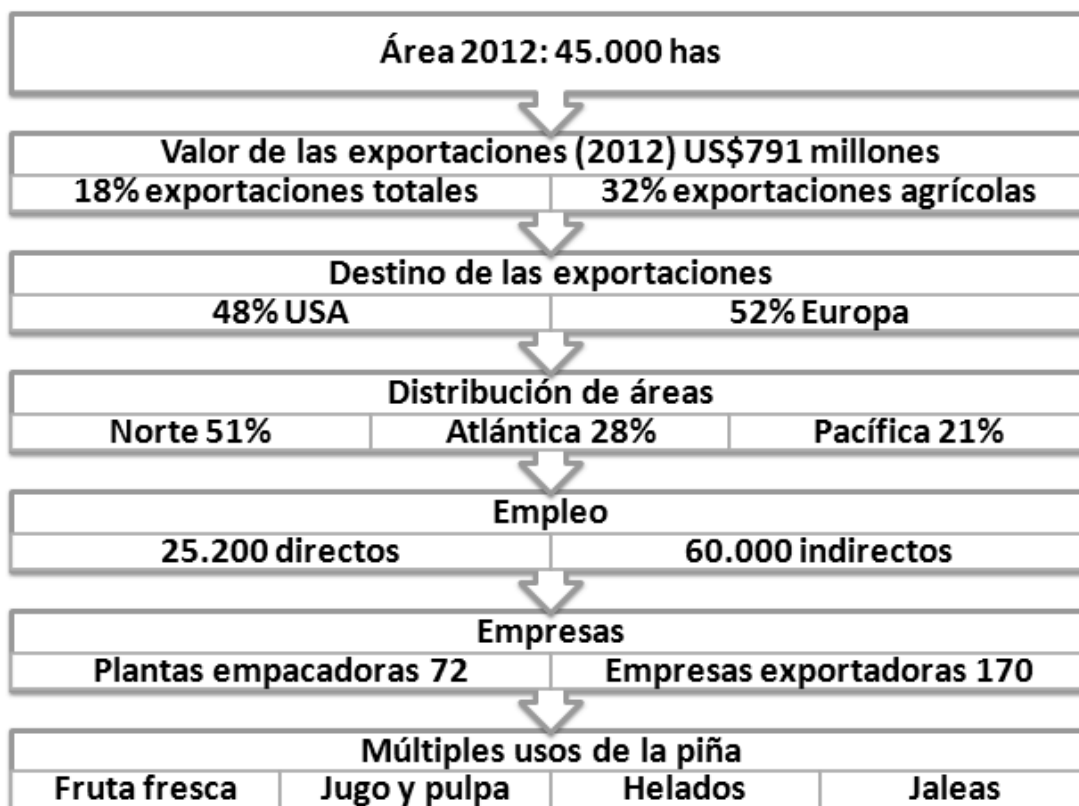 Área 2012: 45.000 has
Valor de las exportaciones (2012) US$791 millones
18% exportaciones totales
32% exportaciones agrícolas
Destino de las exportaciones
48% USA
52% Europa
Distribución de áreas
Norte 51%
Atlántica 28%
Pacífica 21%
Empleo
25.200 directos
60.000 indirectos
Empresas
Plantas empacadoras 72
Empresas exportadoras 170
Múltiples usos de la piña
Fruta fresca
Jugo y pulpa
Helados
Jaleas